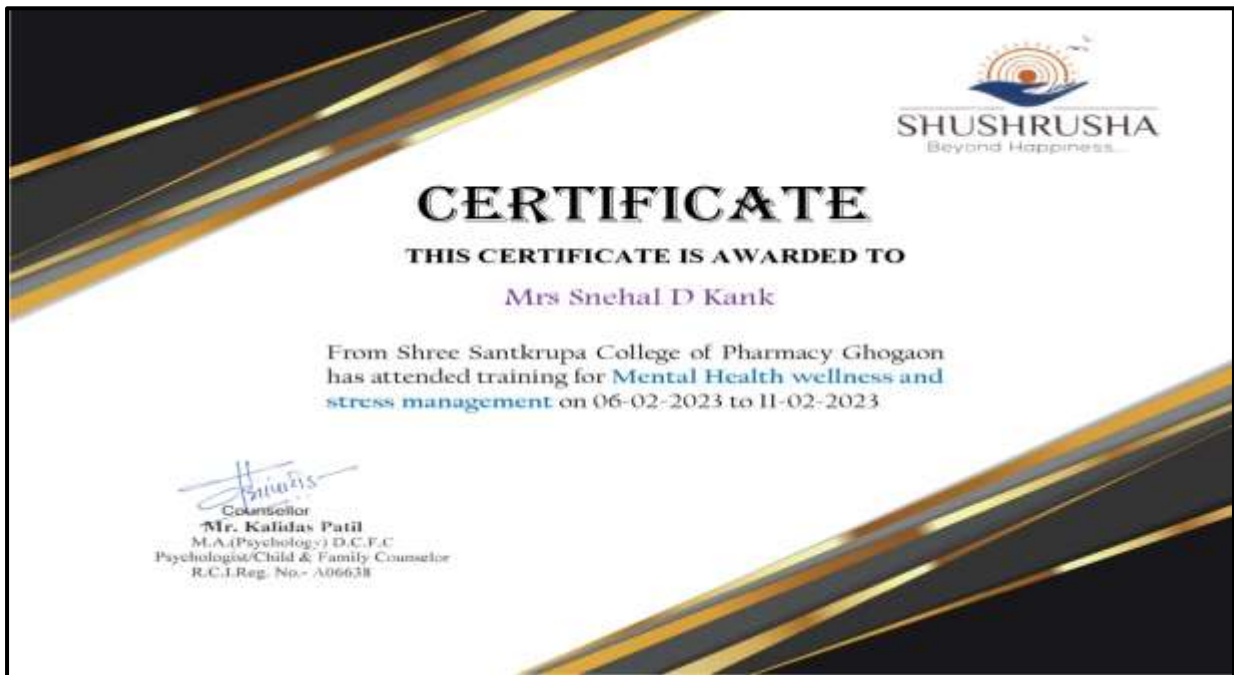 SHUSHRUSHA
Beyond Happiness...
CERTIFICATE
THIS CERTIFICATE IS AWARDED TO
Mrs Snehal D Kank
From Shree Santkrupa College of Pharmacy Ghogaon
has attended training for Mental Health wellness and
stress management on 06-02-2023 to 11-02-2023
Counsellor
Mr. Kalidas Patil
M.A.(Psychology) D.C.F.C
Psychologist/Child & Family Counselor
R.C.I.Reg. No.- A06638